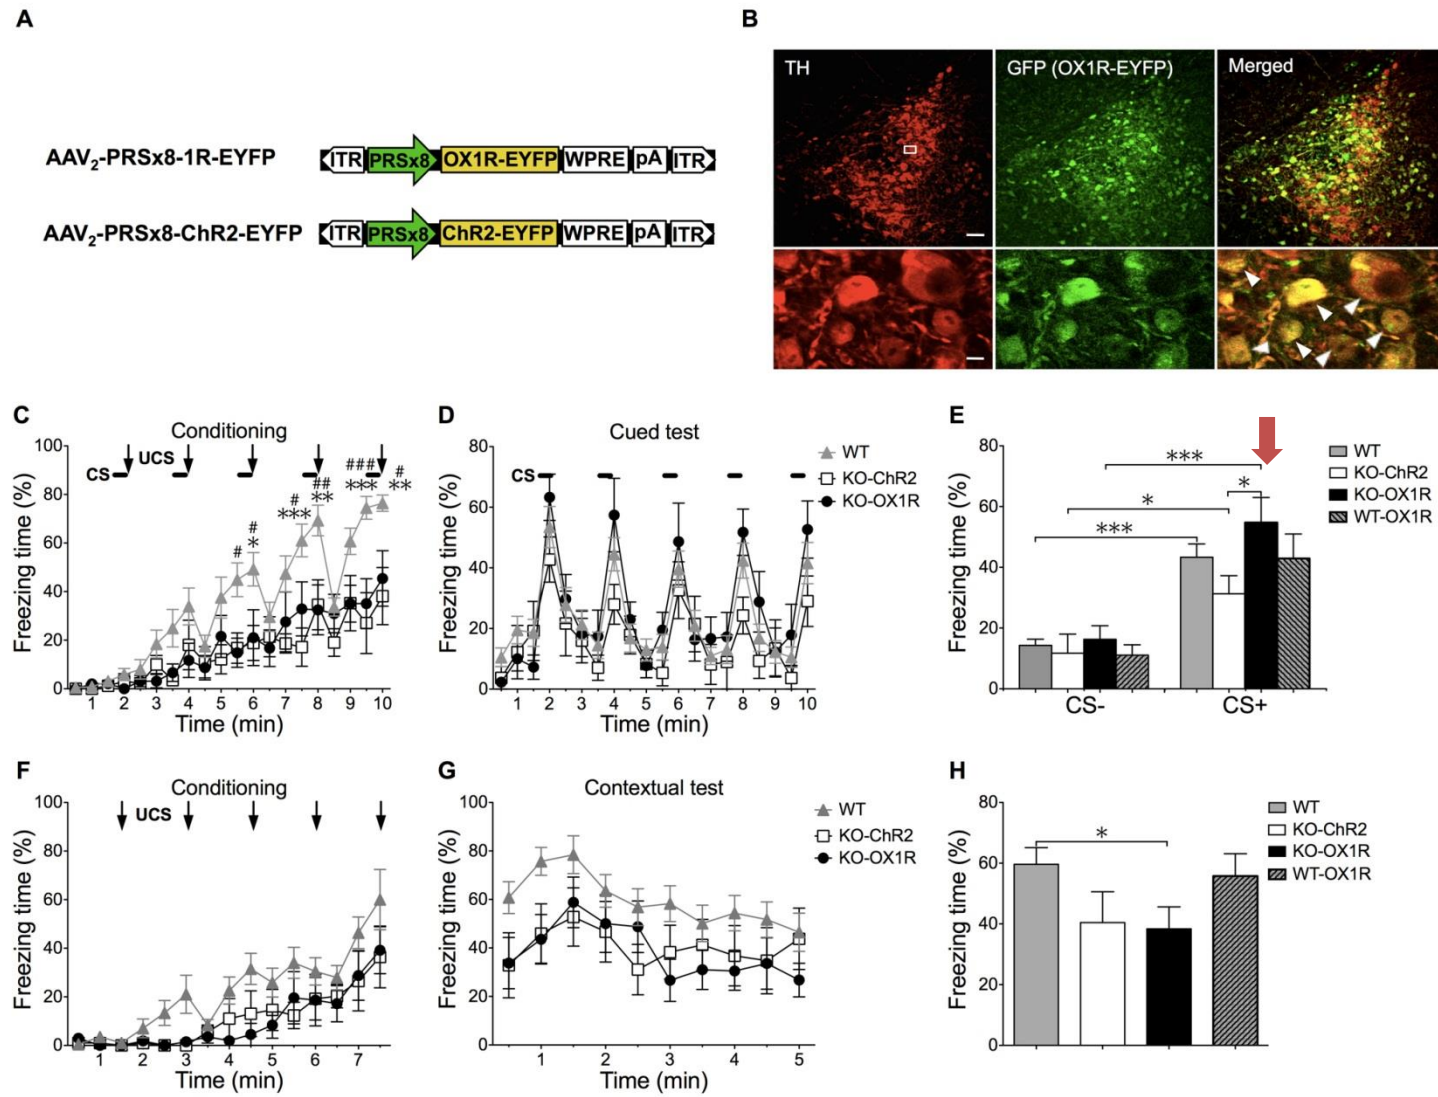 A
AAV2-PRSx8-1R-EYFP
ITR PRSx8 OX1R-EYFP WPRE pA ITR
AAV2-PRSx8-ChR2-EYFP
ITR PRSx8 ChR2-EYFP WPRE pA ITR
B
TH
GFP (OX1R-EYFP)
Merged
C
Conditioning
CS
UCS
#
#
*
#
***
##
**
###
***
#
**
Freezing time (%)
100
80
60
40
20
0
1 2 3 4 5 6 7 8 9 10
Time (min)
D
Cued test
CS
WT
KO-ChR2
KO-OX1R
Freezing time (%)
80
60
40
20
0
1 2 3 4 5 6 7 8 9 10
Time (min)
E
***
*
*
***
WT
KO-ChR2
KO-OX1R
WT-OX1R
Freezing time (%)
80
60
40
20
0
CS- CS+
F
Conditioning
UCS
Freezing time (%)
100
80
60
40
20
0
1 2 3 4 5 6 7
Time (min)
G
Contextual test
WT
KO-ChR2
KO-OX1R
Freezing time (%)
100
80
60
40
20
0
1 2 3 4 5
Time (min)
H
*
WT
KO-ChR2
KO-OX1R
WT-OX1R
Freezing time (%)
80
60
40
20
0